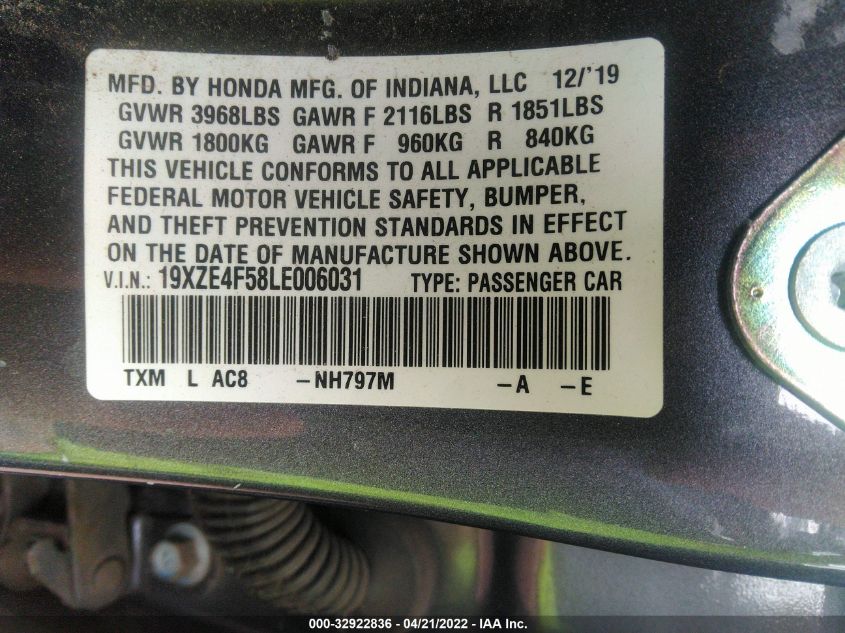 MFD. BY HONDA MFG. OF INDIANA, LLC 12/'19
GVWR 3968LBS GAWR F 2116LBS R 1851LBS
GVWR 1800KG GAWR F 960KG R 840KG
THIS VEHICLE CONFORMS TO ALL APPLICABLE
FEDERAL MOTOR VEHICLE SAFETY, BUMPER,
AND THEFT PREVENTION STANDARDS IN EFFECT
ON THE DATE OF MANUFACTURE SHOWN ABOVE.
V.I.N.: 19XZE4F58LE006031 TYPE: PASSENGER CAR
TXM L AC8 -NH797M -A -E
000-32922836 - 04/21/2022 - IAA Inc.